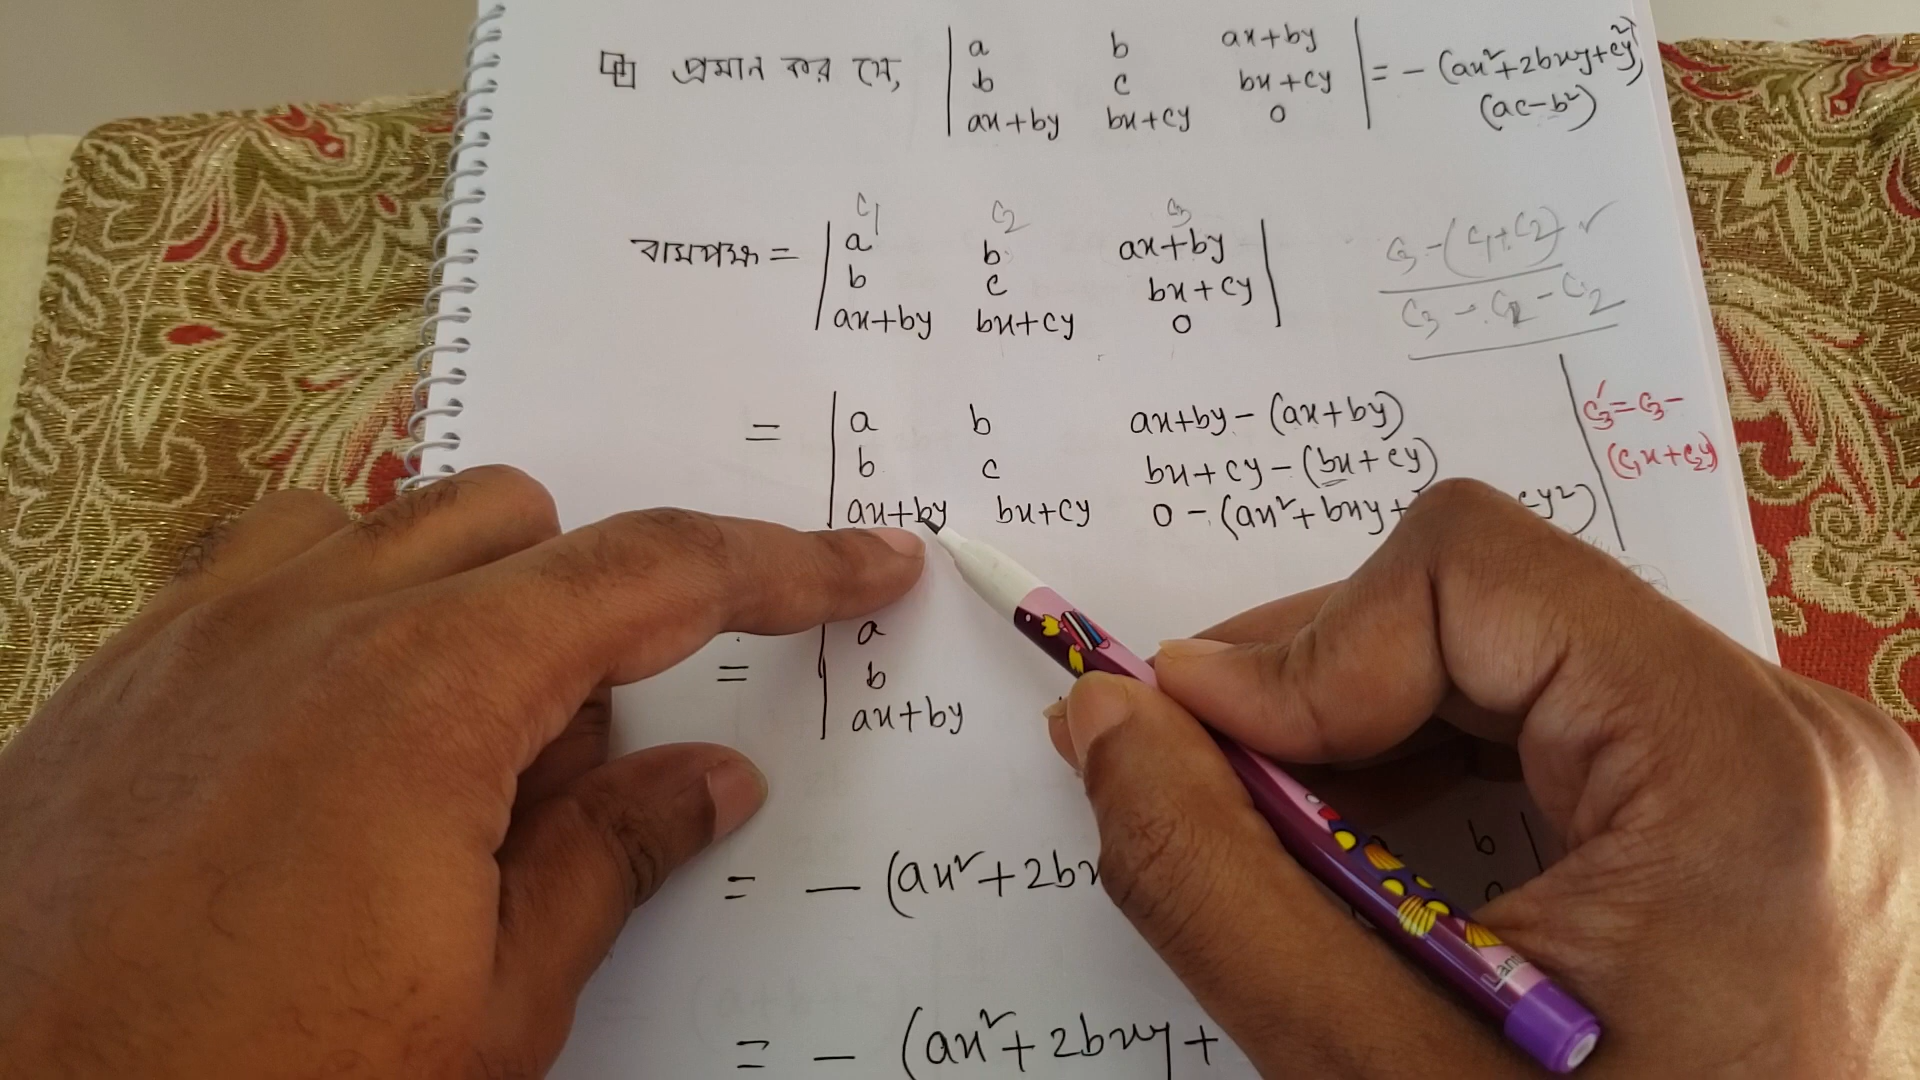 প্রমান কর যে, | a b ax+by | = - (ax²+2bxy+cy²)
| b c bx+cy | (ac-b²)
| ax+by bx+cy 0 |
C1 C2 C3
বামপক্ষ = | a b ax+by | C3-(C1+C2) ✓
| b c bx+cy |
| ax+by bx+cy 0 | C3 - C2 - C2
= | a b ax+by-(ax+by) | C3′=C3-
| b c bx+cy-(bx+cy) | (C1x+C2y)
| ax+by bx+cy 0-(ax²+bxy+ cy²) |
= | a
| b
| ax+by
b |
= - (ax²+2bx
= - (ax²+2bxy+